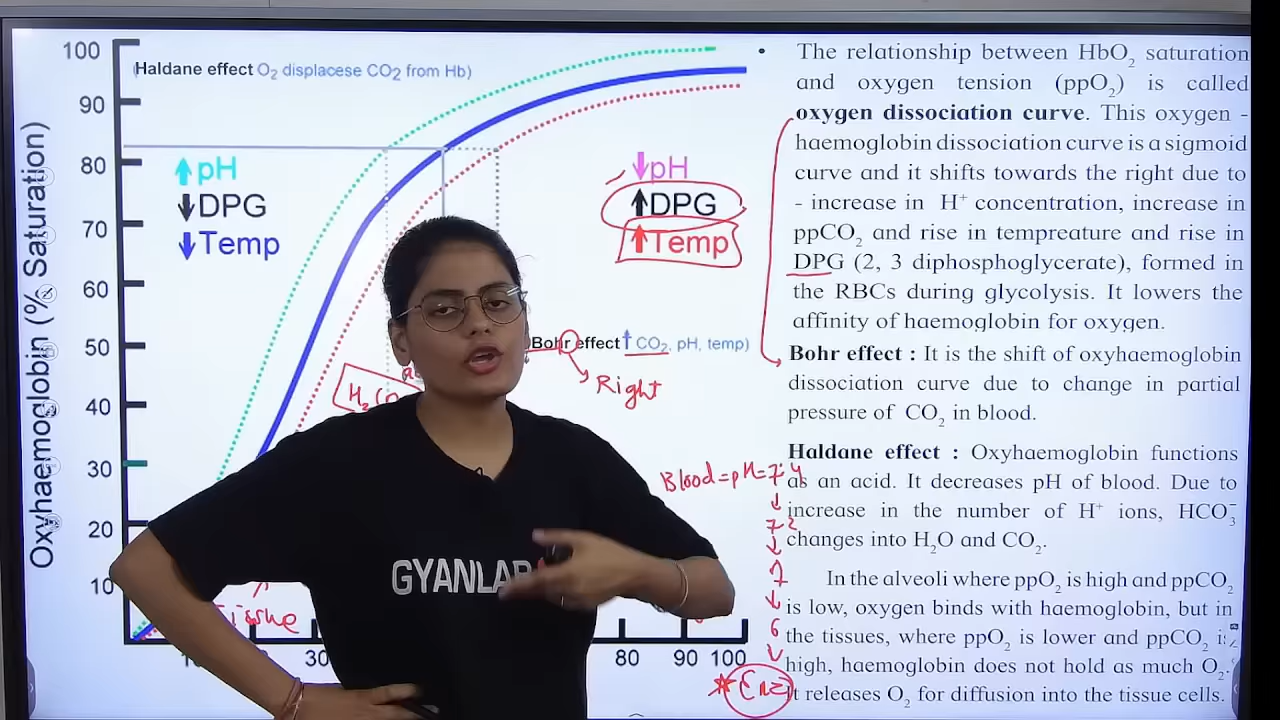 100
90
80
70
60
50
40
30
20
10
Oxyhaemoglobin (% Saturation)
(Haldane effect O₂ displacese CO₂ from Hb)
↑pH
↓DPG
↓Temp
↓pH
↑DPG
↑Temp
Bohr effect ↑ CO₂, pH, temp)
Right
Tissue
30
80
90
100
Blood = pH = 7.4
↓
7.2
↓
7
↓
6
↓
GYANLAB
• The relationship between HbO₂ saturation
and oxygen tension (ppO₂) is called
oxygen dissociation curve. This oxygen -
haemoglobin dissociation curve is a sigmoid
curve and it shifts towards the right due to
- increase in H⁺ concentration, increase in
ppCO₂ and rise in tempreature and rise in
DPG (2, 3 diphosphoglycerate), formed in
the RBCs during glycolysis. It lowers the
affinity of haemoglobin for oxygen.
Bohr effect : It is the shift of oxyhaemoglobin
dissociation curve due to change in partial
pressure of CO₂ in blood.
Haldane effect : Oxyhaemoglobin functions
as an acid. It decreases pH of blood. Due to
increase in the number of H⁺ ions, HCO₃⁻
changes into H₂O and CO₂.
In the alveoli where ppO₂ is high and ppCO₂
is low, oxygen binds with haemoglobin, but in
the tissues, where ppO₂ is lower and ppCO₂ is
high, haemoglobin does not hold as much O₂.
It releases O₂ for diffusion into the tissue cells.